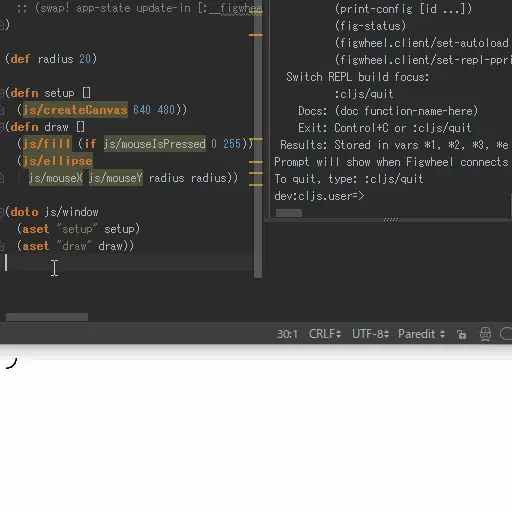 ;; (swap! app-state update-in [:__figwhe
)
(def radius 20)
(defn setup []
(js/createCanvas 640 480))
(defn draw []
(js/fill (if js/mouseIsPressed 0 255))
(js/ellipse
js/mouseX js/mouseY radius radius))
(doto js/window
(aset "setup" setup)
(aset "draw" draw))
(print-config [id ...])
(fig-status)
(figwheel.client/set-autoload
(figwheel.client/set-repl-ppri
Switch REPL build focus:
:cljs/quit
Docs: (doc function-name-here)
Exit: Control+C or :cljs/quit
Results: Stored in vars *1, *2, *3, *e
Prompt will show when Figwheel connects
To quit, type: :cljs/quit
dev:cljs.user=>
30:1 CRLF UTF-8 Paredit